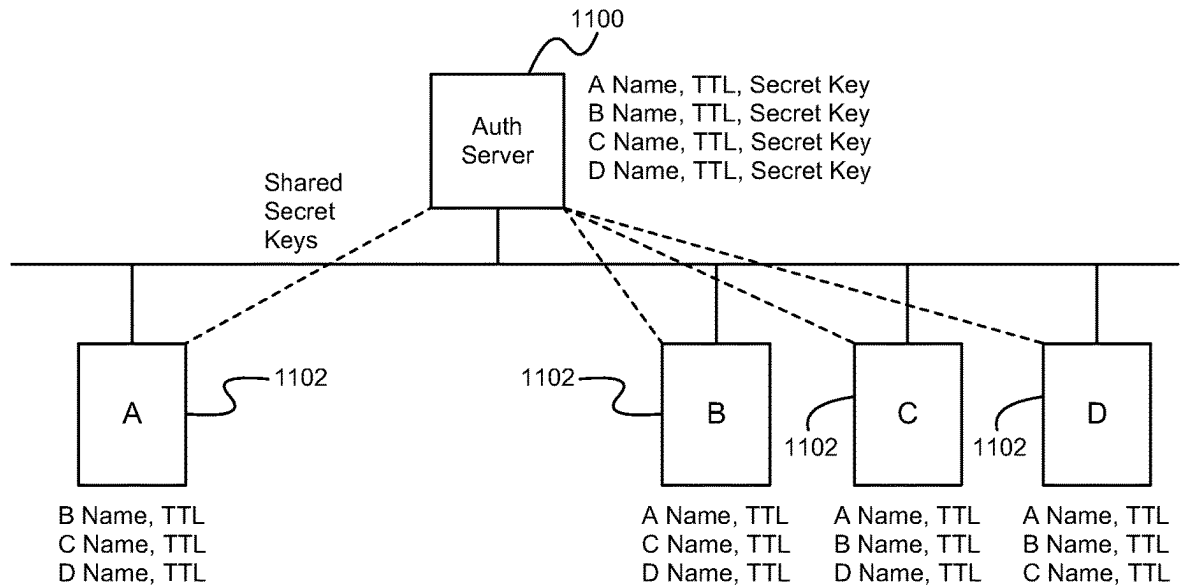 1100
A Name, TTL, Secret Key
B Name, TTL, Secret Key
C Name, TTL, Secret Key
D Name, TTL, Secret Key
Auth
Server
Shared
Secret
Keys
A
1102
1102
B
1102
C
1102
D
B Name, TTL
C Name, TTL
D Name, TTL
A Name, TTL
C Name, TTL
D Name, TTL
A Name, TTL
B Name, TTL
D Name, TTL
A Name, TTL
B Name, TTL
C Name, TTL